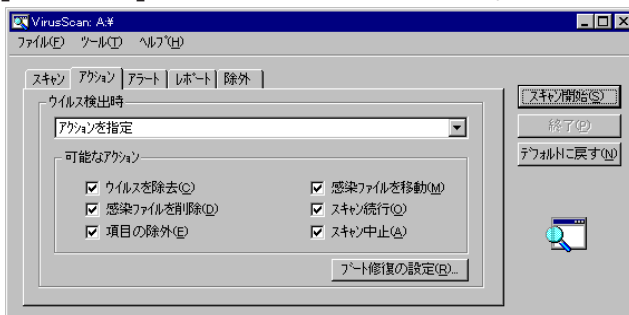 VirusScan: A:¥
ファイル(F) ツール(T) ヘルプ(H)
スキャン アクション アラート レポート 除外
ウイルス検出時
アクションを指定
可能なアクション
ウイルスを除去(C)
感染ファイルを移動(M)
感染ファイルを削除(D)
スキャン続行(O)
項目の除外(E)
スキャン中止(A)
ブート修復の設定(R)...
スキャン開始(S)
終了(P)
デフォルトに戻す(N)